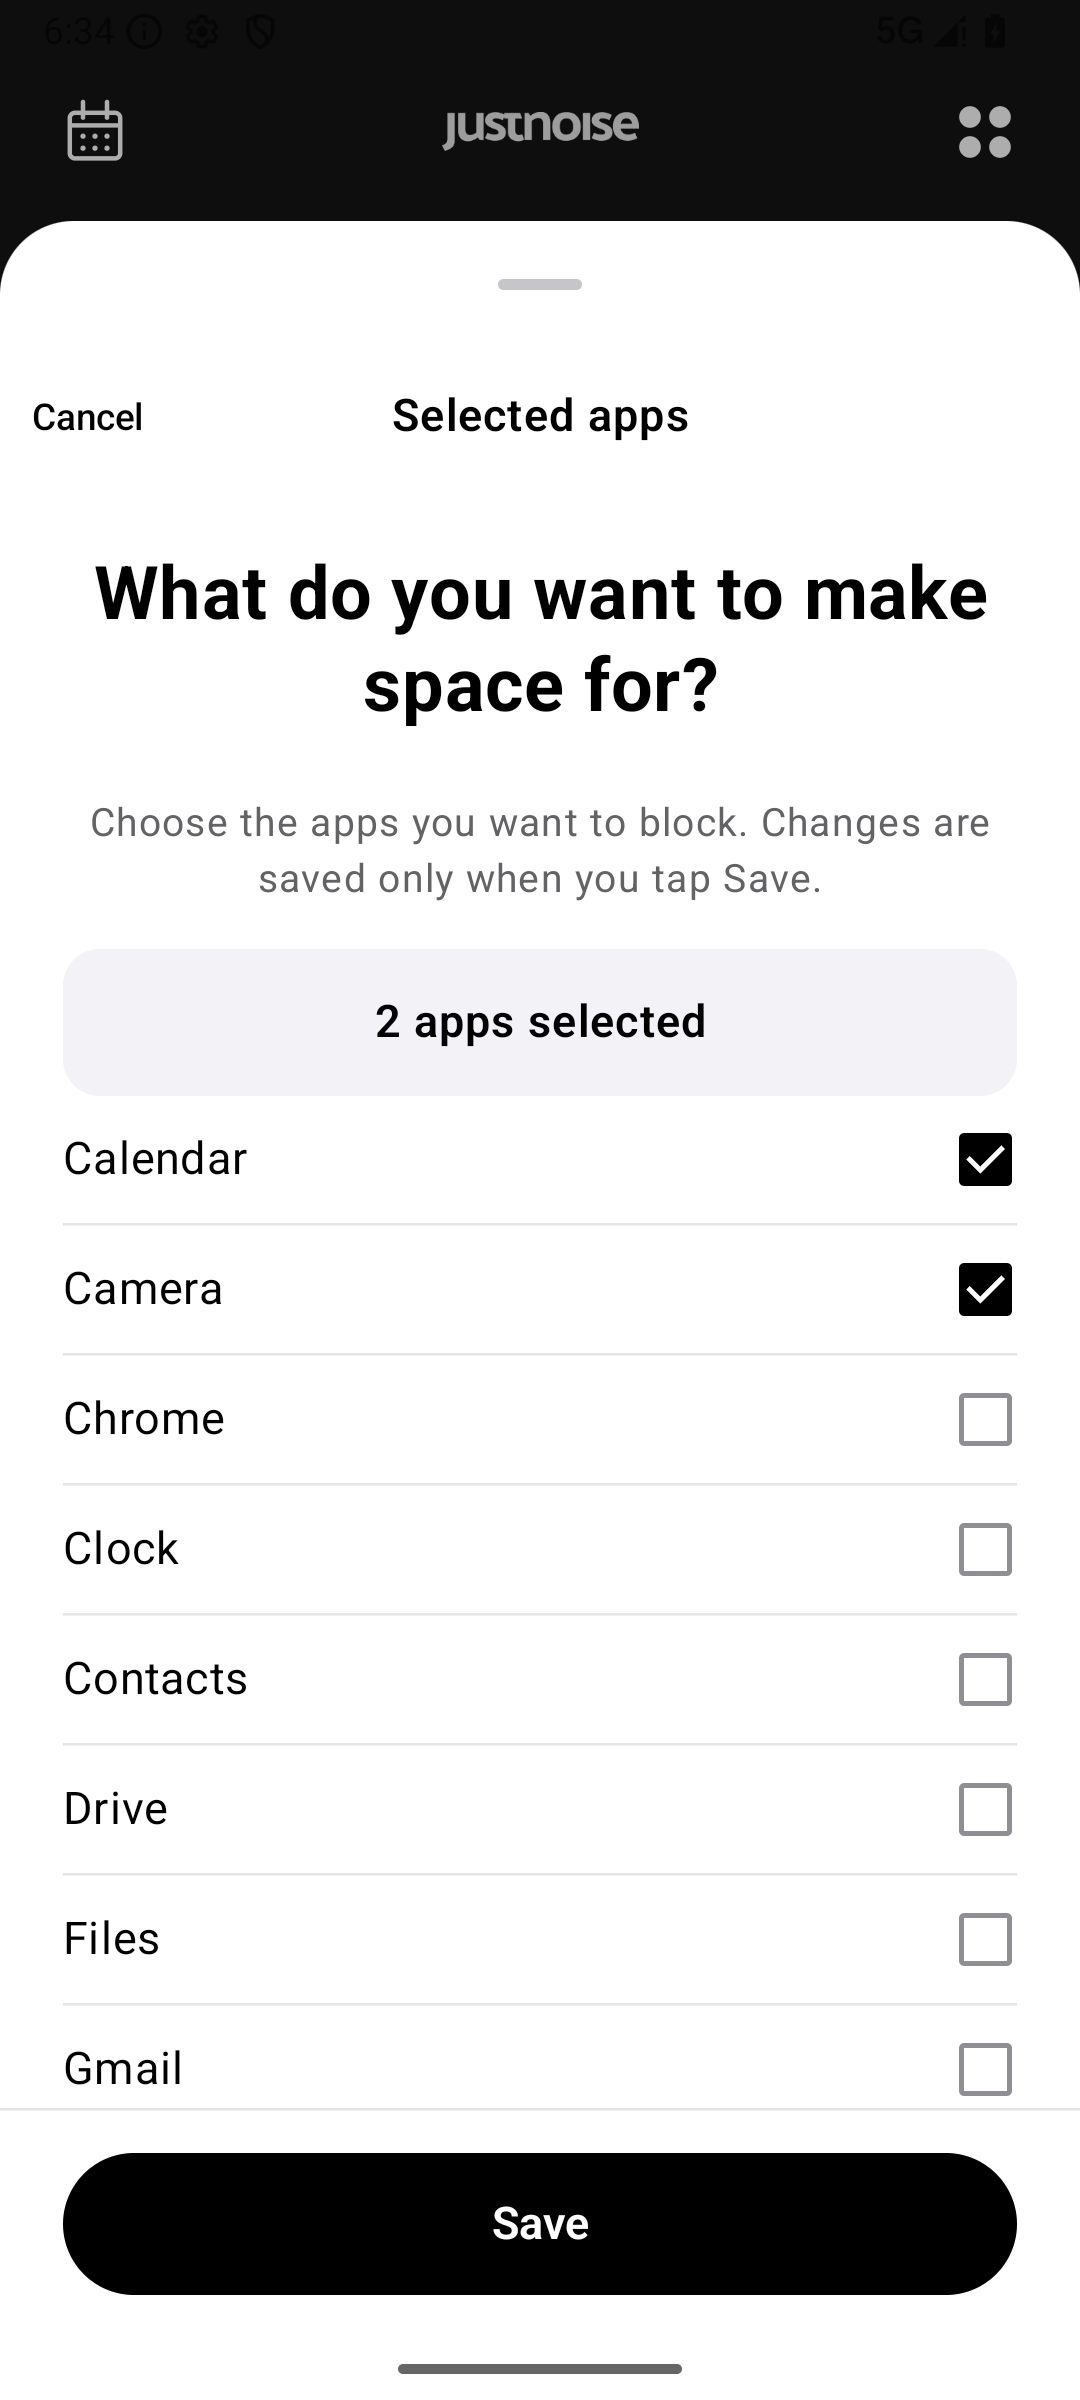 6:34
5G
justnoise
Cancel
Selected apps
What do you want to make
space for?
Choose the apps you want to block. Changes are
saved only when you tap Save.
2 apps selected
Calendar
Camera
Chrome
Clock
Contacts
Drive
Files
Gmail
Save